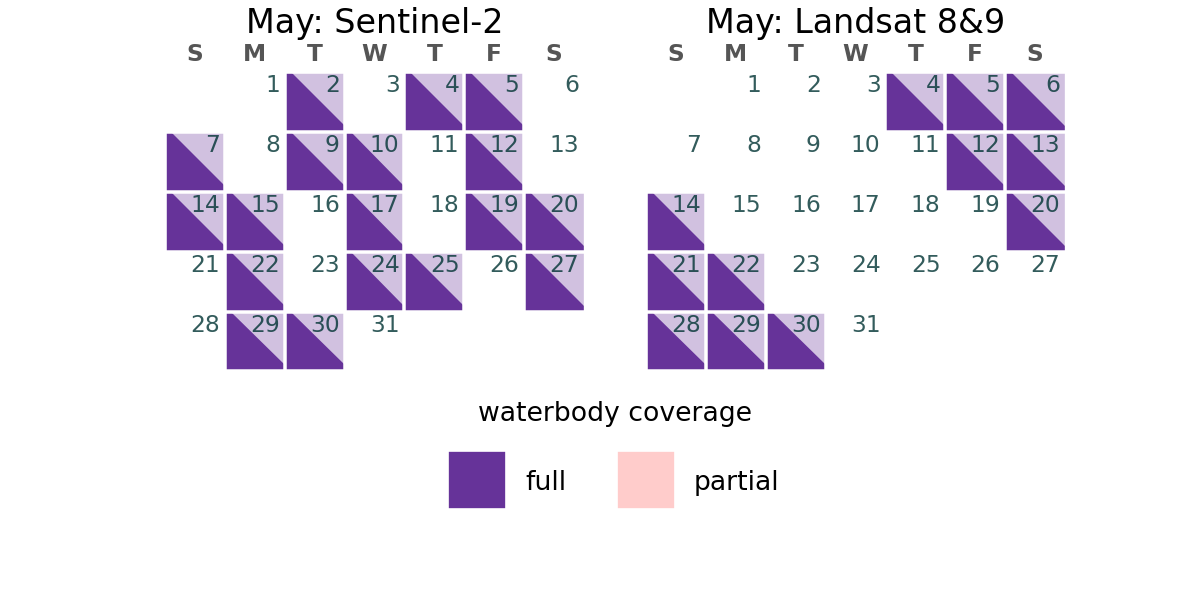 May: Sentinel-2
S M T W T F S
1 2 3 4 5 6
7 8 9 10 11 12 13
14 15 16 17 18 19 20
21 22 23 24 25 26 27
28 29 30 31
May: Landsat 8&9
S M T W T F S
1 2 3 4 5 6
7 8 9 10 11 12 13
14 15 16 17 18 19 20
21 22 23 24 25 26 27
28 29 30 31
waterbody coverage
full partial